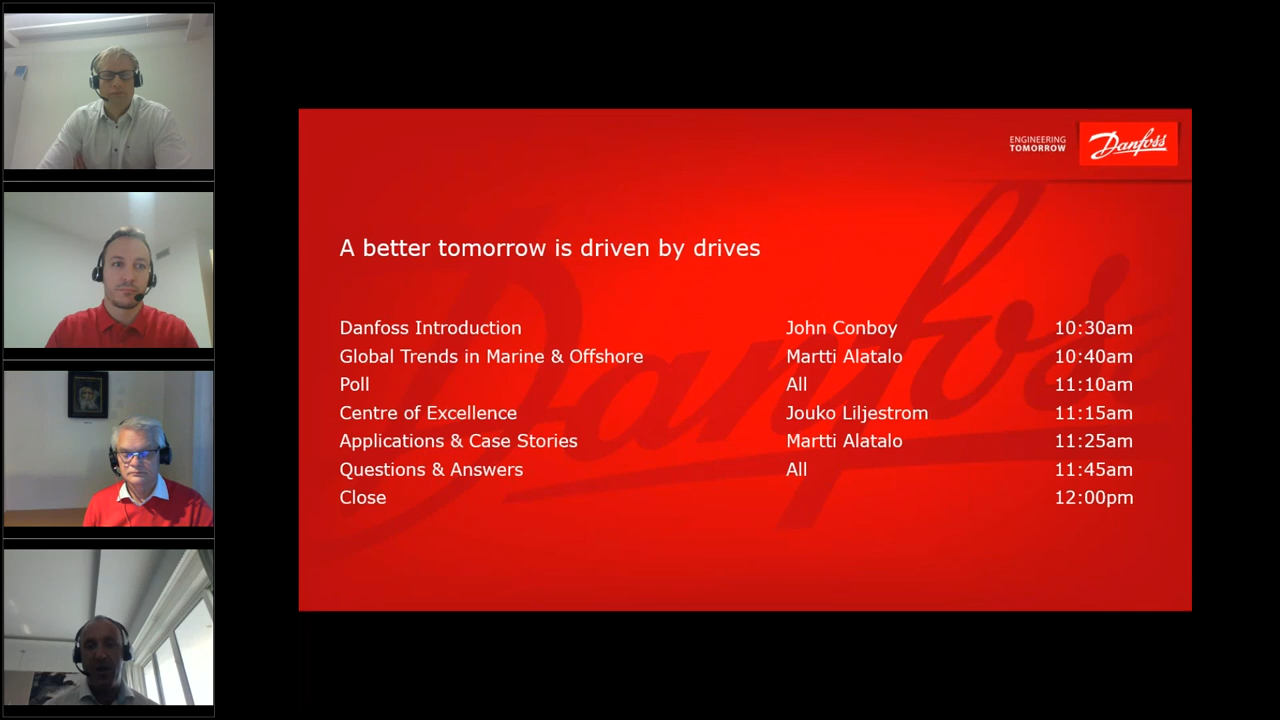 ENGINEERING
TOMORROW
Danfoss
A better tomorrow is driven by drives
Danfoss Introduction John Conboy 10:30am
Global Trends in Marine & Offshore Martti Alatalo 10:40am
Poll All 11:10am
Centre of Excellence Jouko Liljestrom 11:15am
Applications & Case Stories Martti Alatalo 11:25am
Questions & Answers All 11:45am
Close 12:00pm